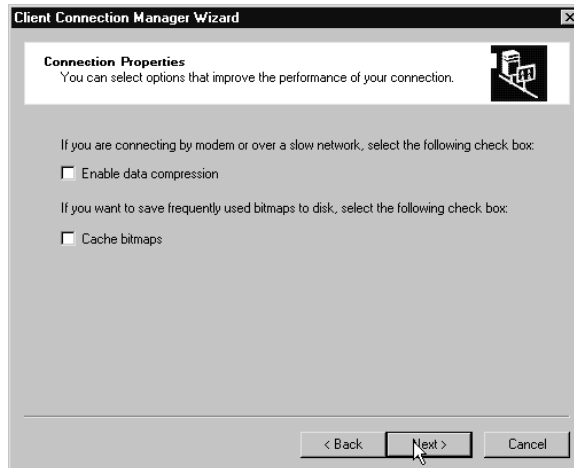 Client Connection Manager Wizard
Connection Properties
You can select options that improve the performance of your connection.
If you are connecting by modem or over a slow network, select the following check box:
Enable data compression
If you want to save frequently used bitmaps to disk, select the following check box:
Cache bitmaps
< Back Next > Cancel